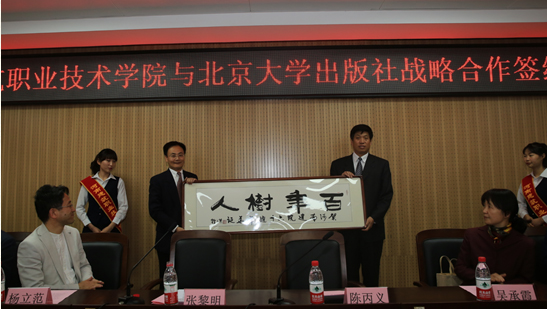 职业技术学院与北京大学出版社战略合作签
百年樹人
杨立范
张黎明
陈丙义
吴承霞